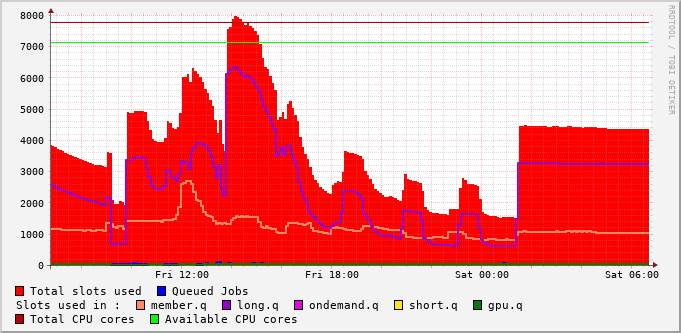 RRDTOOL / TOBI OETIKER
8000
7000
6000
5000
4000
3000
2000
1000
0
Fri 12:00 Fri 18:00 Sat 00:00 Sat 06:00
Total slots used Queued Jobs
Slots used in : member.q long.q ondemand.q short.q gpu.q
Total CPU cores Available CPU cores